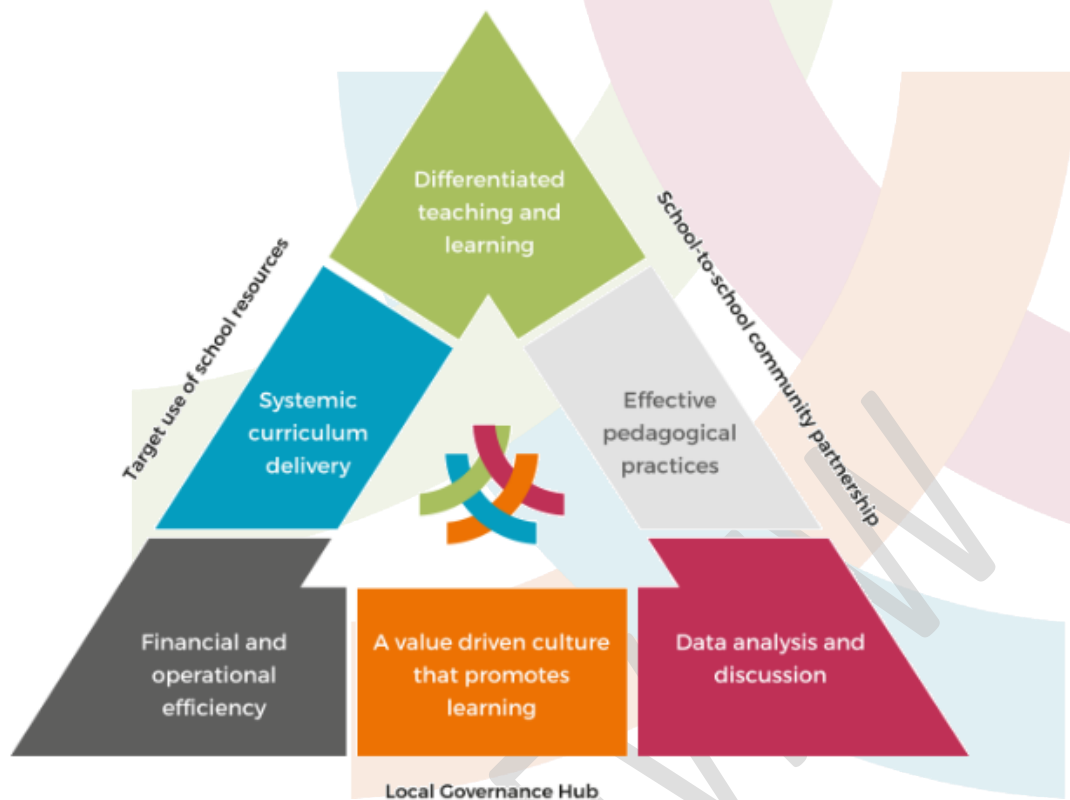 Differentiated
teaching and
learning
Target use of school resources
School-to-school community partnership
Systemic
curriculum
delivery
Effective
pedagogical
practices
Financial and
operational
efficiency
A value driven culture
that promotes
learning
Data analysis and
discussion
Local Governance Hub